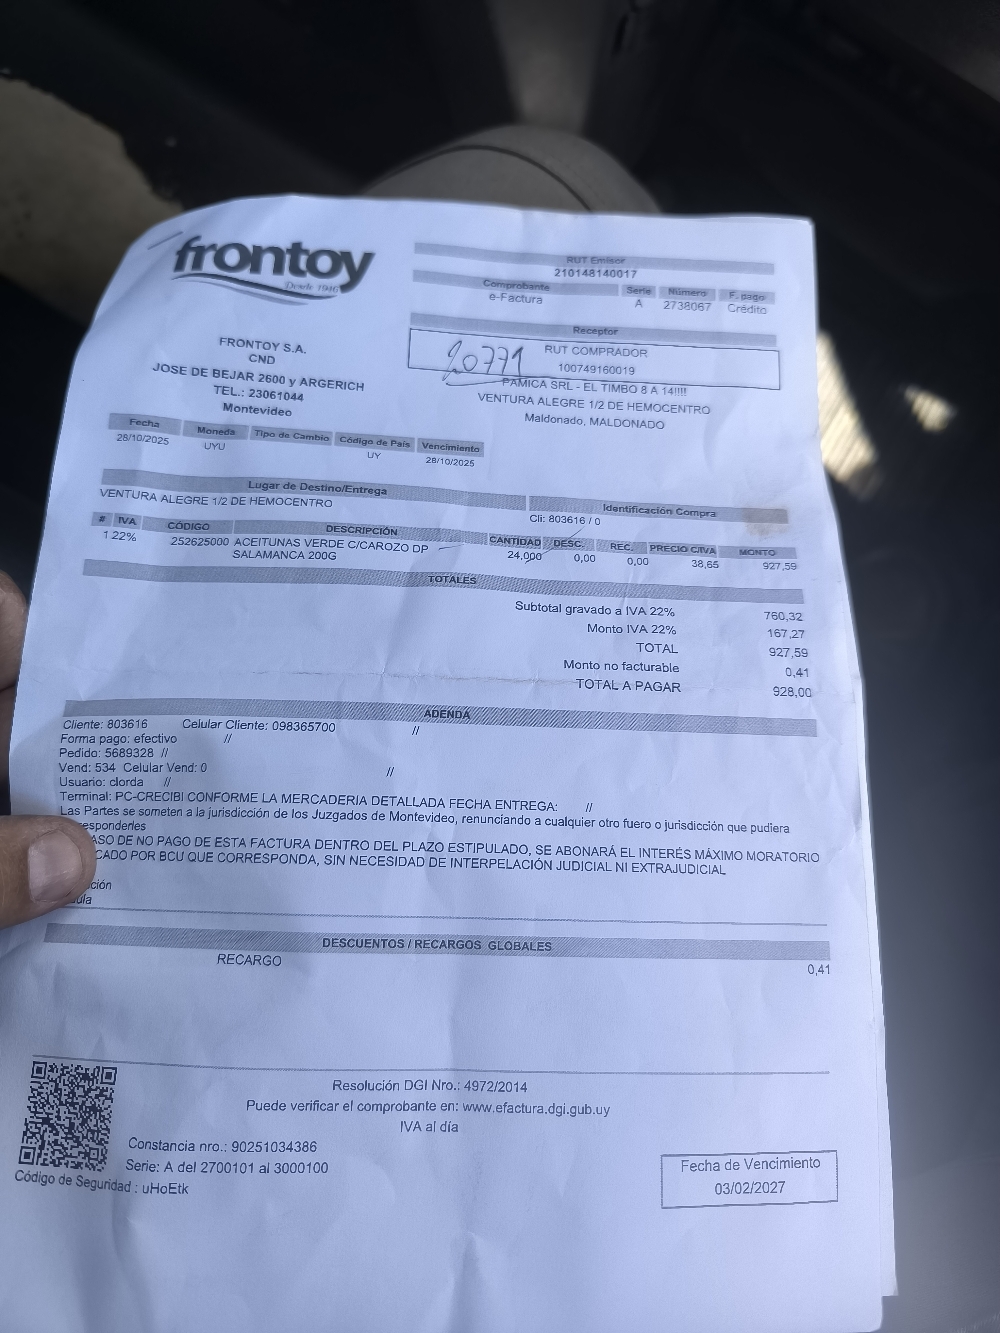 frontoy
Desde 1946
RUT Emisor
210148140017
Comprobante Serie Número F. pago
e-Factura A 2738067 Crédito
Receptor
20771
RUT COMPRADOR
100749160019
PAMICA SRL - EL TIMBO 8 A 14!!!!
VENTURA ALEGRE 1/2 DE HEMOCENTRO
Maldonado, MALDONADO
FRONTOY S.A.
CND
JOSE DE BEJAR 2600 y ARGERICH
TEL.: 23061044
Montevideo
Fecha Moneda Tipo de Cambio Código de País Vencimiento
28/10/2025 UYU UY 28/10/2025
Lugar de Destino/Entrega Identificación Compra
VENTURA ALEGRE 1/2 DE HEMOCENTRO Cli: 803616 / 0
# IVA CÓDIGO DESCRIPCIÓN CANTIDAD DESC. REC. PRECIO C/IVA MONTO
1 22% 252625000 ACEITUNAS VERDE C/CAROZO DP 24,000 0,00 0,00 38,65 927,59
SALAMANCA 200G
TOTALES
Subtotal gravado a IVA 22% 760,32
Monto IVA 22% 167,27
TOTAL 927,59
Monto no facturable 0,41
TOTAL A PAGAR 928,00
ADENDA
Cliente: 803616 Celular Cliente: 098365700 //
Forma pago: efectivo //
Pedido: 5689328 //
Vend: 534 Celular Vend: 0 //
Usuario: clorda //
Terminal: PC-CRECIBI CONFORME LA MERCADERIA DETALLADA FECHA ENTREGA: //
Las Partes se someten a la jurisdicción de los Juzgados de Montevideo, renunciando a cualquier otro fuero o jurisdicción que pudiera
esponderles
ASO DE NO PAGO DE ESTA FACTURA DENTRO DEL PLAZO ESTIPULADO, SE ABONARÁ EL INTERÉS MÁXIMO MORATORIO
CADO POR BCU QUE CORRESPONDA, SIN NECESIDAD DE INTERPELACIÓN JUDICIAL NI EXTRAJUDICIAL
ción
ula
DESCUENTOS / RECARGOS GLOBALES
RECARGO 0,41
Resolución DGI Nro.: 4972/2014
Puede verificar el comprobante en: www.efactura.dgi.gub.uy
IVA al día
Constancia nro.: 90251034386
Serie: A del 2700101 al 3000100
Código de Seguridad : uHoEtk
Fecha de Vencimiento
03/02/2027